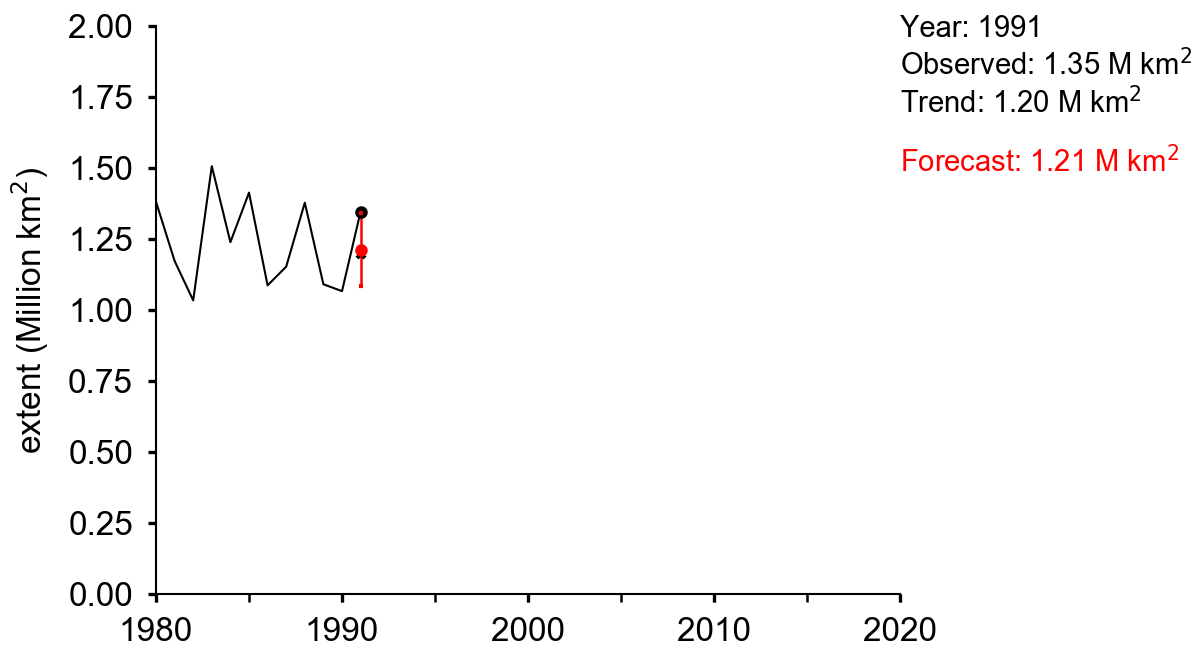 2.00
1.75
1.50
1.25
1.00
0.75
0.50
0.25
0.00
extent (Million km²)
1980 1990 2000 2010 2020
Year: 1991
Observed: 1.35 M km²
Trend: 1.20 M km²
Forecast: 1.21 M km²